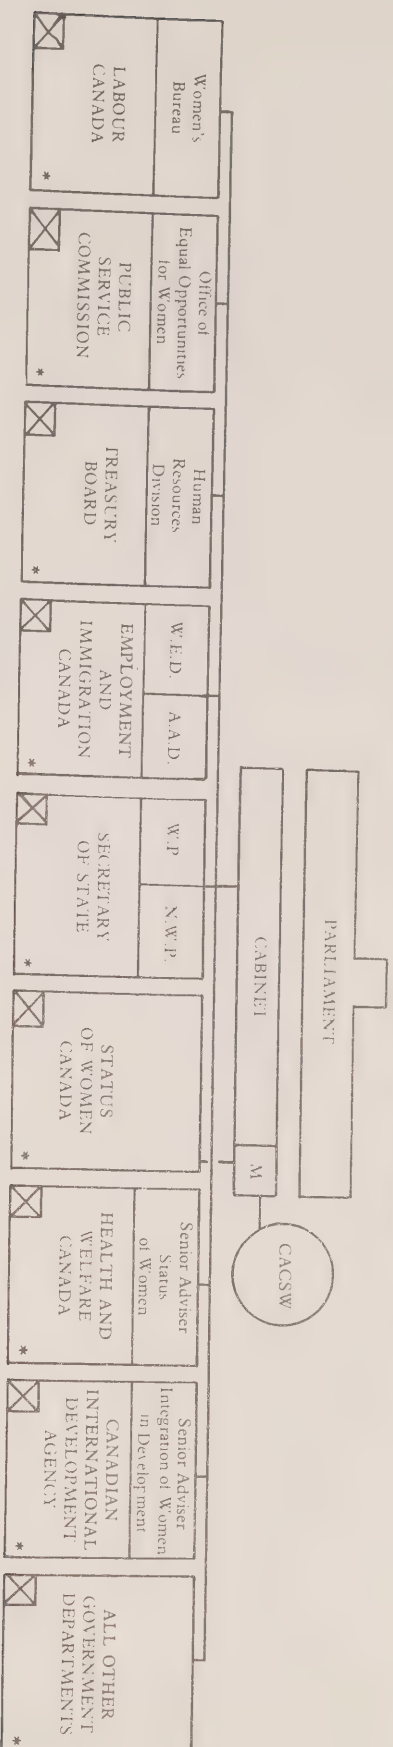 PARLIAMENT
CABINET
M
CACSW
Women's
Bureau
LABOUR
CANADA
*
Office of
Equal Opportunities
for Women
PUBLIC
SERVICE
COMMISSION
*
Human
Resources
Division
TREASURY
BOARD
*
W.E.D.
A.A.D.
EMPLOYMENT
AND
IMMIGRATION
CANADA
*
W.P
N.W.P.
SECRETARY
OF STATE
*
STATUS
OF WOMEN
CANADA
*
Senior Adviser
Status
of Women
HEALTH AND
WELFARE
CANADA
*
Senior Adviser
Integration of Women
in Development
CANADIAN
INTERNATIONAL
DEVELOPMENT
AGENCY
*
ALL OTHER
GOVERNMENT
DEPARTMENTS
*